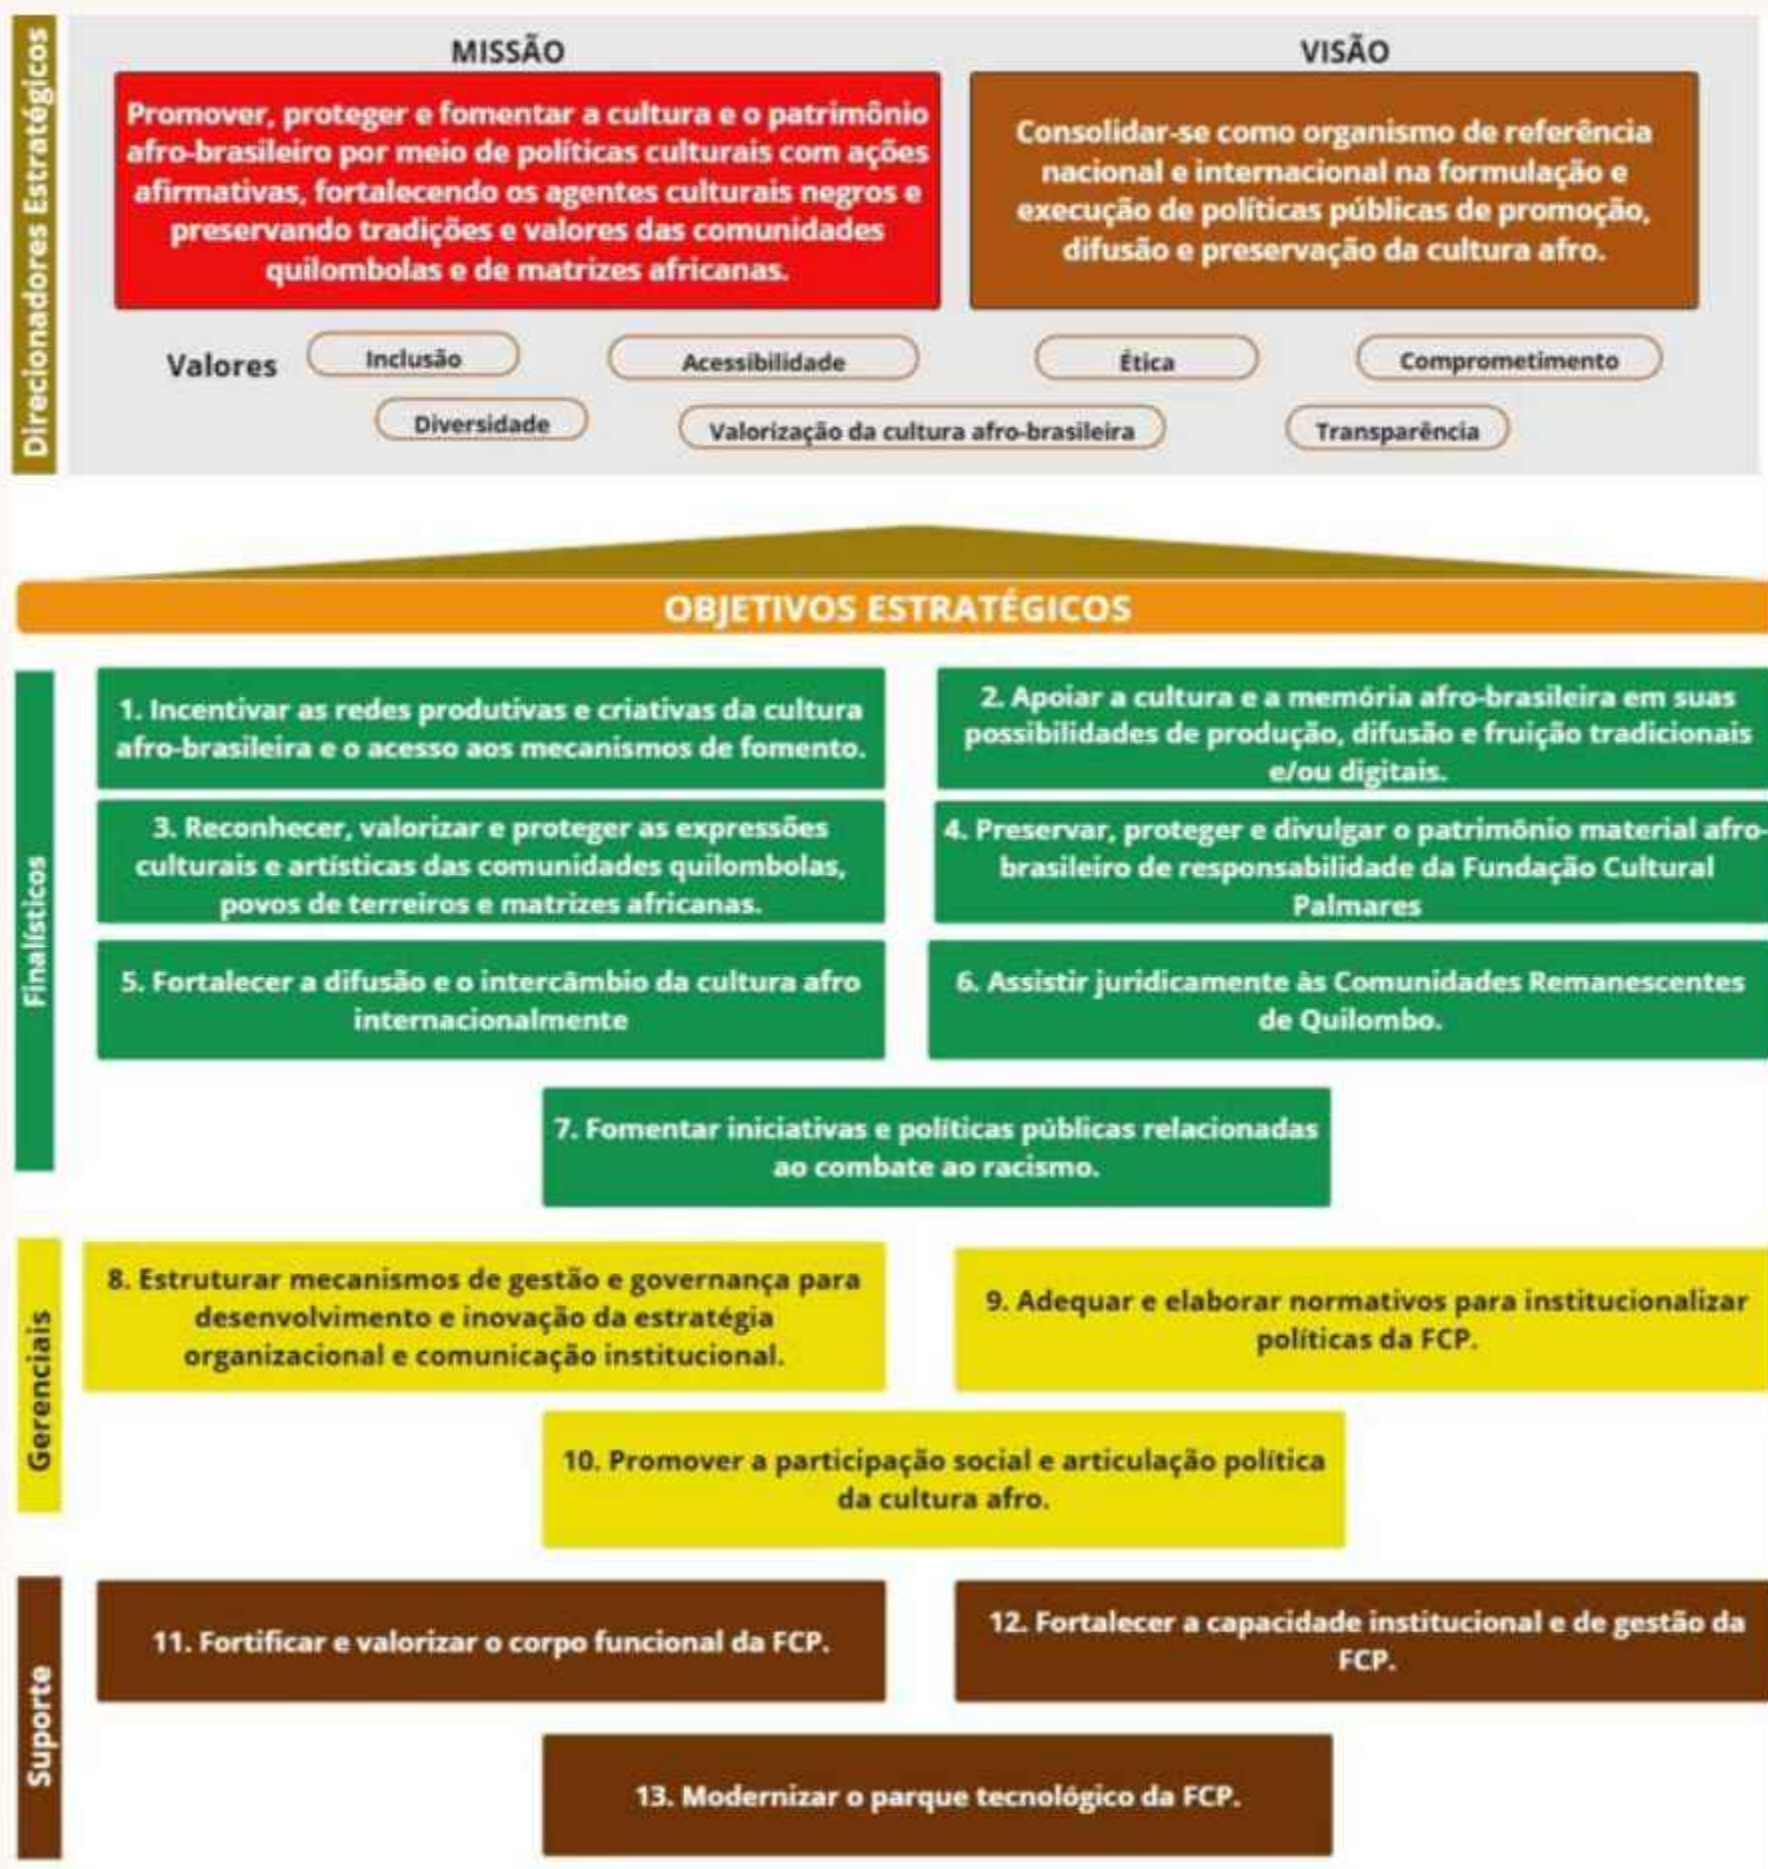 Direcionadores Estratégicos
MISSÃO
Promover, proteger e fomentar a cultura e o patrimônio
afro-brasileiro por meio de políticas culturais com ações
afirmativas, fortalecendo os agentes culturais negros e
preservando tradições e valores das comunidades
quilombolas e de matrizes africanas.
VISÃO
Consolidar-se como organismo de referência
nacional e internacional na formulação e
execução de políticas públicas de promoção,
difusão e preservação da cultura afro.
Valores
Inclusão
Acessibilidade
Ética
Comprometimento
Diversidade
Valorização da cultura afro-brasileira
Transparência
OBJETIVOS ESTRATÉGICOS
Finalísticos
1. Incentivar as redes produtivas e criativas da cultura
afro-brasileira e o acesso aos mecanismos de fomento.
2. Apoiar a cultura e a memória afro-brasileira em suas
possibilidades de produção, difusão e fruição tradicionais
e/ou digitais.
3. Reconhecer, valorizar e proteger as expressões
culturais e artísticas das comunidades quilombolas,
povos de terreiros e matrizes africanas.
4. Preservar, proteger e divulgar o patrimônio material afro-
brasileiro de responsabilidade da Fundação Cultural
Palmares
5. Fortalecer a difusão e o intercâmbio da cultura afro
internacionalmente
6. Assistir juridicamente às Comunidades Remanescentes
de Quilombo.
7. Fomentar iniciativas e políticas públicas relacionadas
ao combate ao racismo.
Gerenciais
8. Estruturar mecanismos de gestão e governança para
desenvolvimento e inovação da estratégia
organizacional e comunicação institucional.
9. Adequar e elaborar normativos para institucionalizar
políticas da FCP.
10. Promover a participação social e articulação política
da cultura afro.
Suporte
11. Fortificar e valorizar o corpo funcional da FCP.
12. Fortalecer a capacidade institucional e de gestão da
FCP.
13. Modernizar o parque tecnológico da FCP.